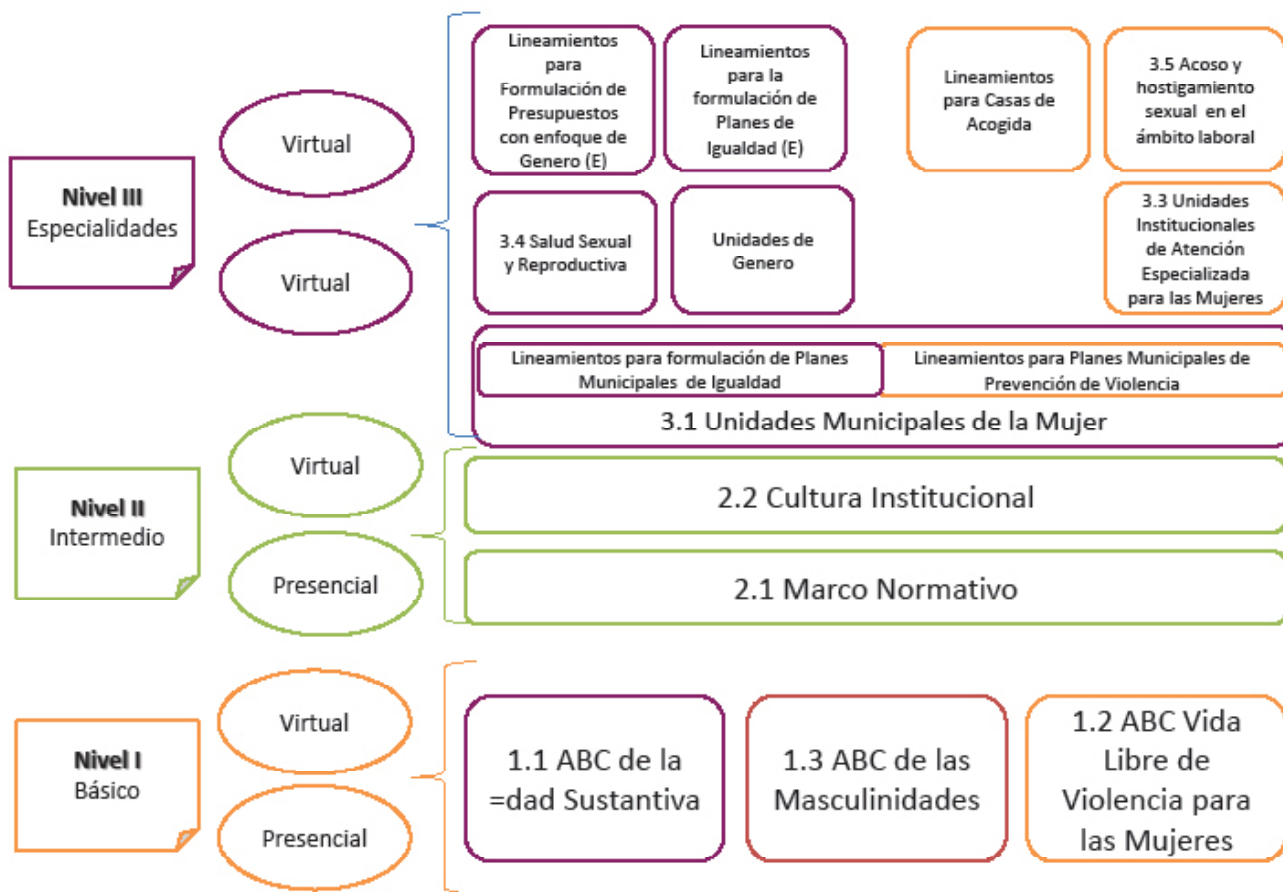 Nivel III
Especialidades
Virtual
Virtual
Lineamientos
para
Formulación de
Presupuestos
con enfoque de
Genero (E)
Lineamientos
para la
formulación de
Planes de
Igualdad (E)
Lineamientos
para Casas de
Acogida
3.5 Acoso y
hostigamiento
sexual en el
ámbito laboral
3.4 Salud Sexual
y Reproductiva
Unidades de
Genero
3.3 Unidades
Institucionales
de Atención
Especializada
para las Mujeres
Lineamientos para formulación de Planes
Municipales de Igualdad
Lineamientos para Planes Municipales de
Prevención de Violencia
3.1 Unidades Municipales de la Mujer
Nivel II
Intermedio
Virtual
Presencial
2.2 Cultura Institucional
2.1 Marco Normativo
Nivel I
Básico
Virtual
Presencial
1.1 ABC de la
=dad Sustantiva
1.3 ABC de las
Masculinidades
1.2 ABC Vida
Libre de
Violencia para
las Mujeres